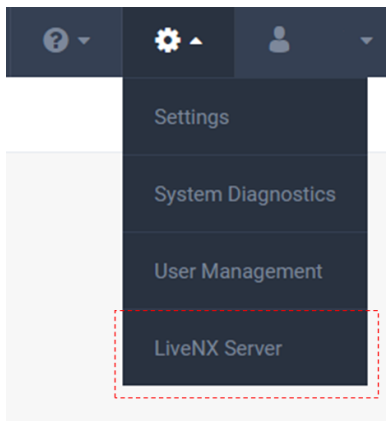 Settings
System Diagnostics
User Management
LiveNX Server